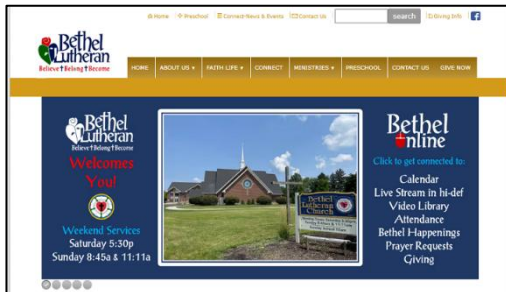 Home
Preschool
Connect News & Events
Contact Us
search
Giving Info
Bethel
Lutheran
Believe†Belong†Become
HOME
ABOUT US
FAITH LIFE
CONNECT
MINISTRIES
PRESCHOOL
CONTACT US
GIVE NOW
Bethel
Lutheran
Believe†Belong†Become
Welcomes
You!
Weekend Services
Saturday 5:30p
Sunday 8:45a & 11:11a
Bethel
Lutheran
Church
Bethel
nline
Click to get connected to:
Calendar
Live Stream in hi-def
Video Library
Attendance
Bethel Happenings
Prayer Requests
Giving